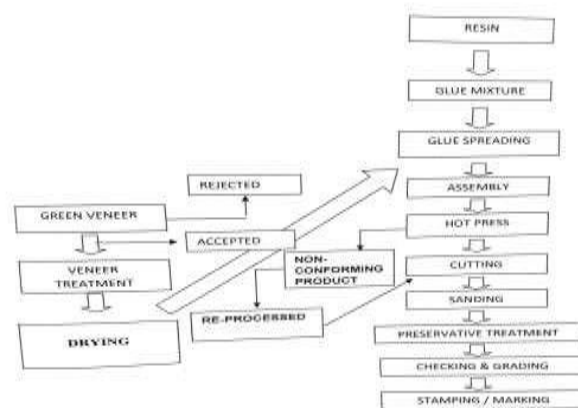 RESIN
GLUE MIXTURE
GLUE SPREADING
REJECTED
ASSEMBLY
GREEN VENEER
HOT PRESS
ACCEPTED
NON-
CONFORMING
PRODUCT
VENEER
TREATMENT
CUTTING
SANDING
RE-PROCESSED
DRYING
PRESERVATIVE TREATMENT
CHECKING & GRADING
STAMPING / MARKING